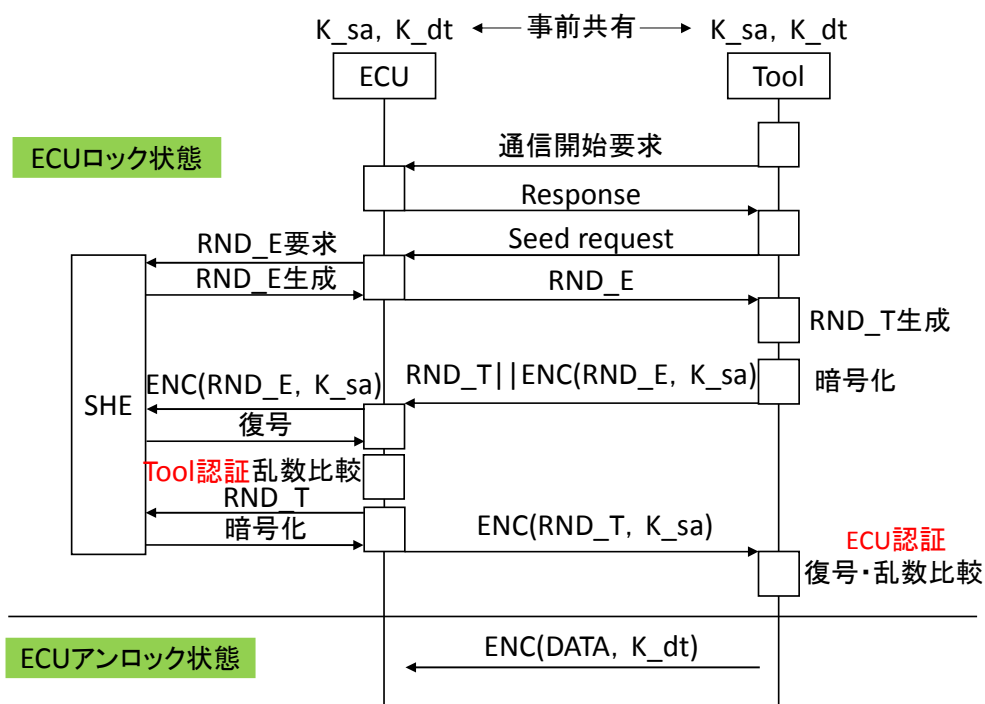 K_sa, K_dt ← 事前共有 → K_sa, K_dt
ECU
Tool
ECUロック状態
通信開始要求
Response
Seed request
RND_E要求
RND_E生成
RND_E
RND_T生成
RND_T||ENC(RND_E, K_sa)
暗号化
ENC(RND_E, K_sa)
SHE
復号
Tool認証乱数比較
RND_T
暗号化
ENC(RND_T, K_sa)
ECU認証
復号・乱数比較
ECUアンロック状態
ENC(DATA, K_dt)